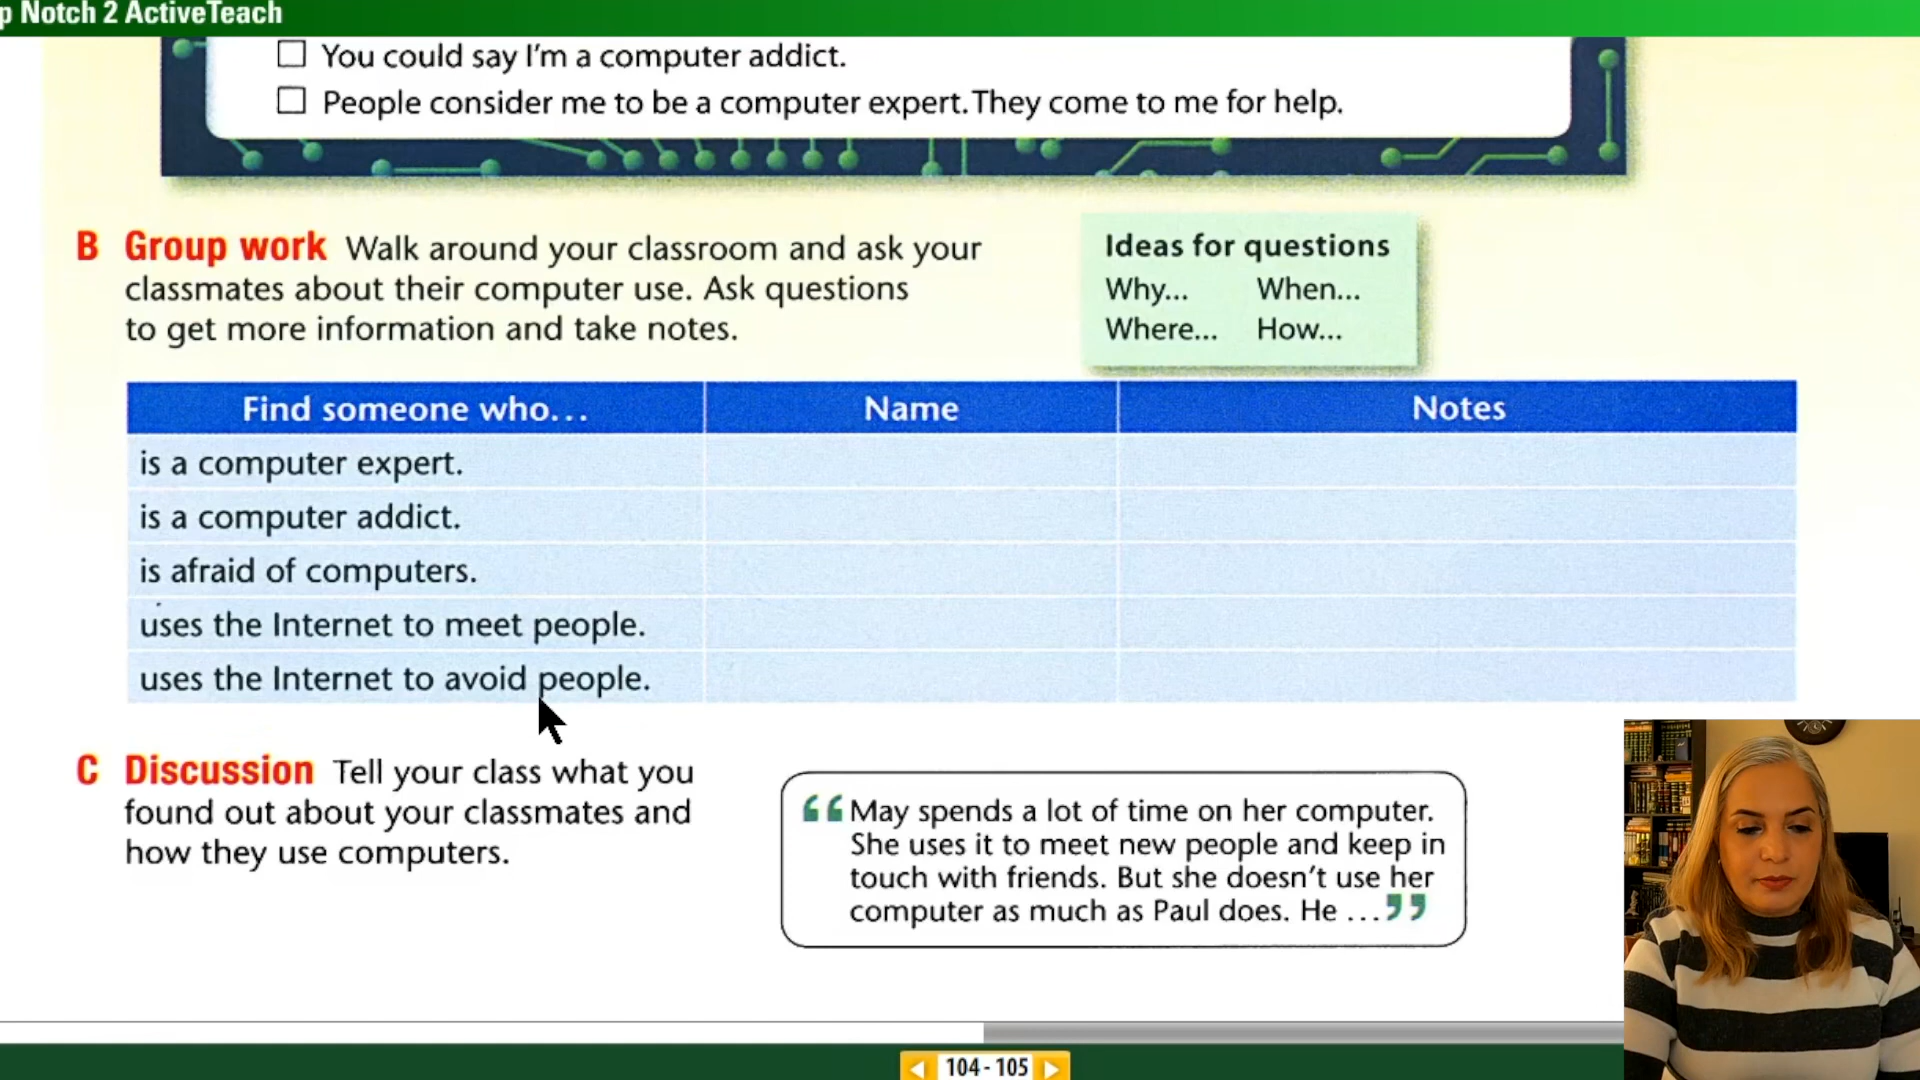 p Notch 2 ActiveTeach
You could say I'm a computer addict.
People consider me to be a computer expert. They come to me for help.
B Group work Walk around your classroom and ask your
classmates about their computer use. Ask questions
to get more information and take notes.
Ideas for questions
Why... When...
Where... How...
Find someone who... Name Notes
is a computer expert.
is a computer addict.
is afraid of computers.
uses the Internet to meet people.
uses the Internet to avoid people.
C Discussion Tell your class what you
found out about your classmates and
how they use computers.
“May spends a lot of time on her computer.
She uses it to meet new people and keep in
touch with friends. But she doesn't use her
computer as much as Paul does. He ...”
104 - 105